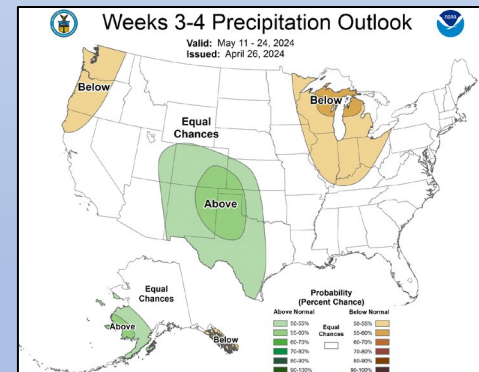 Weeks 3-4 Precipitation Outlook
Valid: May 11 - 24, 2024
Issued: April 26, 2024
Below
Equal
Chances
Below
Above
Equal
Chances
Above
Below
Probability
(Percent Chance)
Above Normal
Below Normal
50-55%
55-60%
60-70%
70-80%
80-90%
90-100%
Equal
Chances
50-55%
55-60%
60-70%
70-80%
80-90%
90-100%